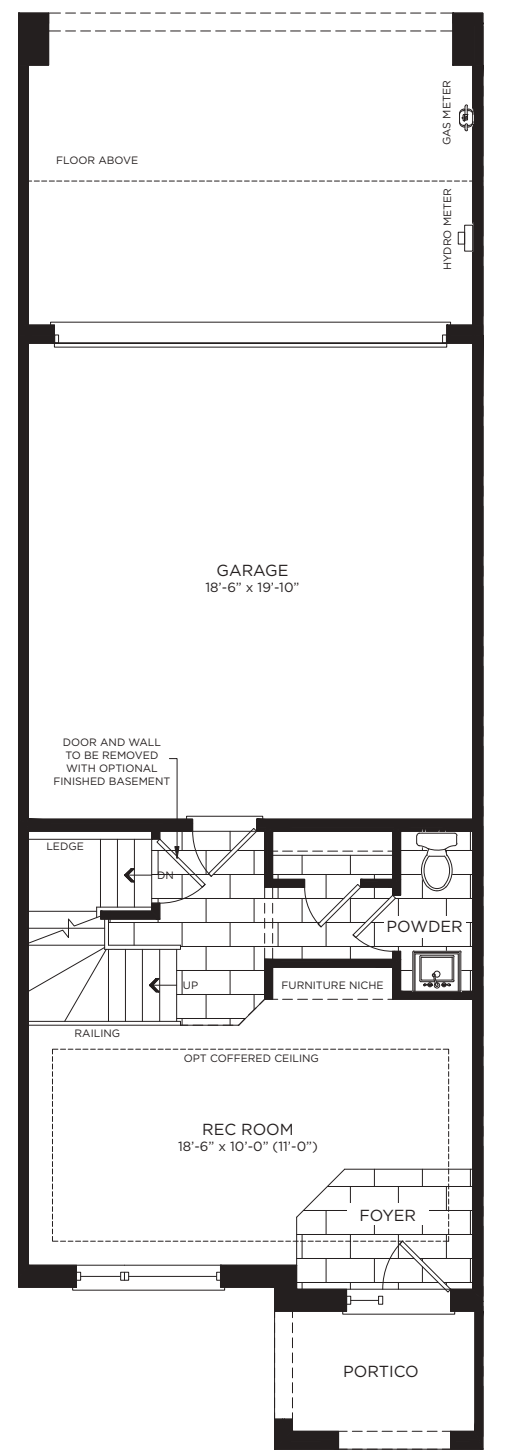 GAS METER
FLOOR ABOVE
HYDRO METER
GARAGE
18'-6" x 19'-10"
DOOR AND WALL
TO BE REMOVED
WITH OPTIONAL
FINISHED BASEMENT
LEDGE
DN
POWDER
UP
FURNITURE NICHE
RAILING
OPT COFFERED CEILING
REC ROOM
18'-6" x 10'-0" (11'-0")
FOYER
PORTICO